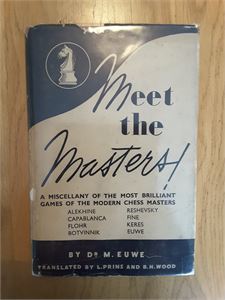 Meet
the
Masters!
A MISCELLANY OF THE MOST BRILLIANT
GAMES OF THE MODERN CHESS MASTERS
ALEKHINE RESHEVSKY
CAPABLANCA FINE
FLOHR KERES
BOTVINNIK EUWE
BY DR. M. EUWE
TRANSLATED BY L. PRINS AND B.H. WOOD